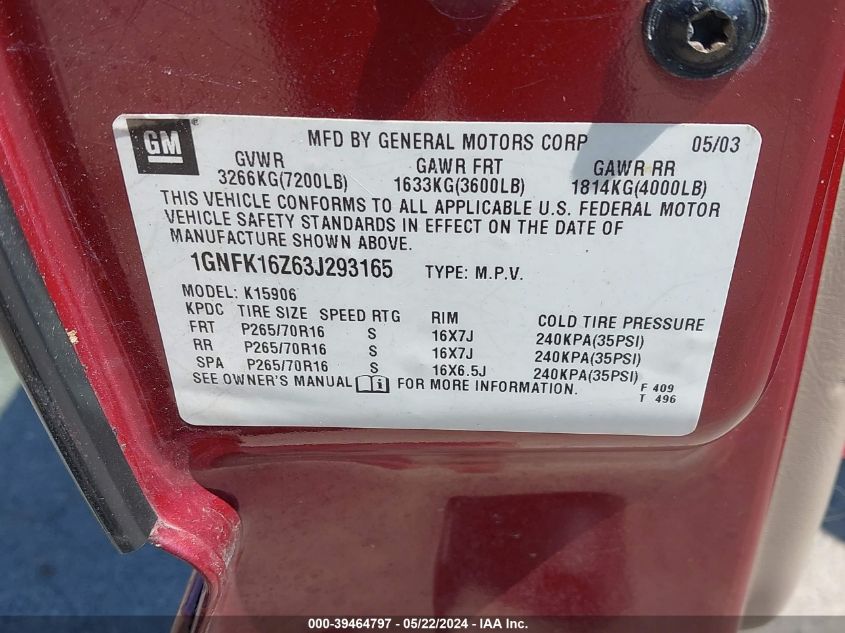 GM ®
MFD BY GENERAL MOTORS CORP 05/03
GVWR GAWR FRT GAWR RR
3266KG(7200LB) 1633KG(3600LB) 1814KG(4000LB)
THIS VEHICLE CONFORMS TO ALL APPLICABLE U.S. FEDERAL MOTOR
VEHICLE SAFETY STANDARDS IN EFFECT ON THE DATE OF
MANUFACTURE SHOWN ABOVE.
1GNFK16Z63J293165 TYPE: M.P.V.
MODEL: K15906
KPDC TIRE SIZE SPEED RTG RIM COLD TIRE PRESSURE
FRT P265/70R16 S 16X7J 240KPA(35PSI)
RR P265/70R16 S 16X7J 240KPA(35PSI)
SPA P265/70R16 S 16X6.5J 240KPA(35PSI)
SEE OWNER'S MANUAL i FOR MORE INFORMATION. F 409
T 496
000-39464797 - 05/22/2024 - IAA, Inc.